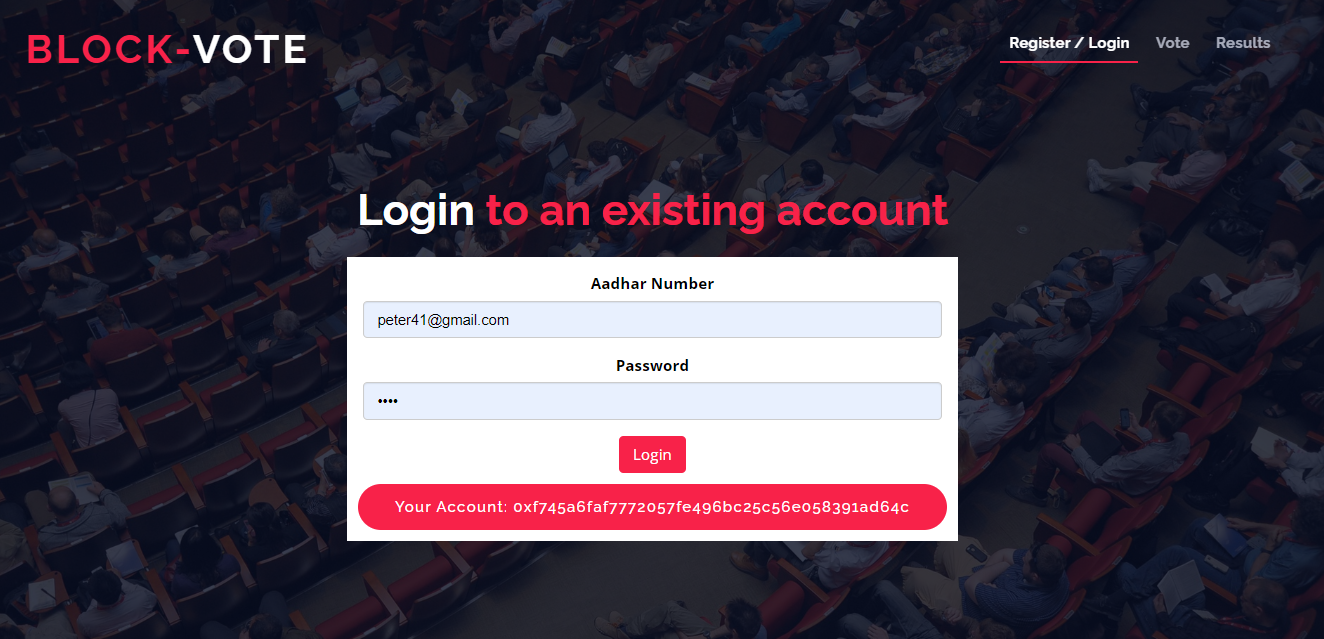 BLOCK-VOTE
Register / Login Vote Results
Login to an existing account
Aadhar Number
peter41@gmail.com
Password
••••
Login
Your Account: 0xf745a6faf7772057fe496bc25c56e058391ad64c